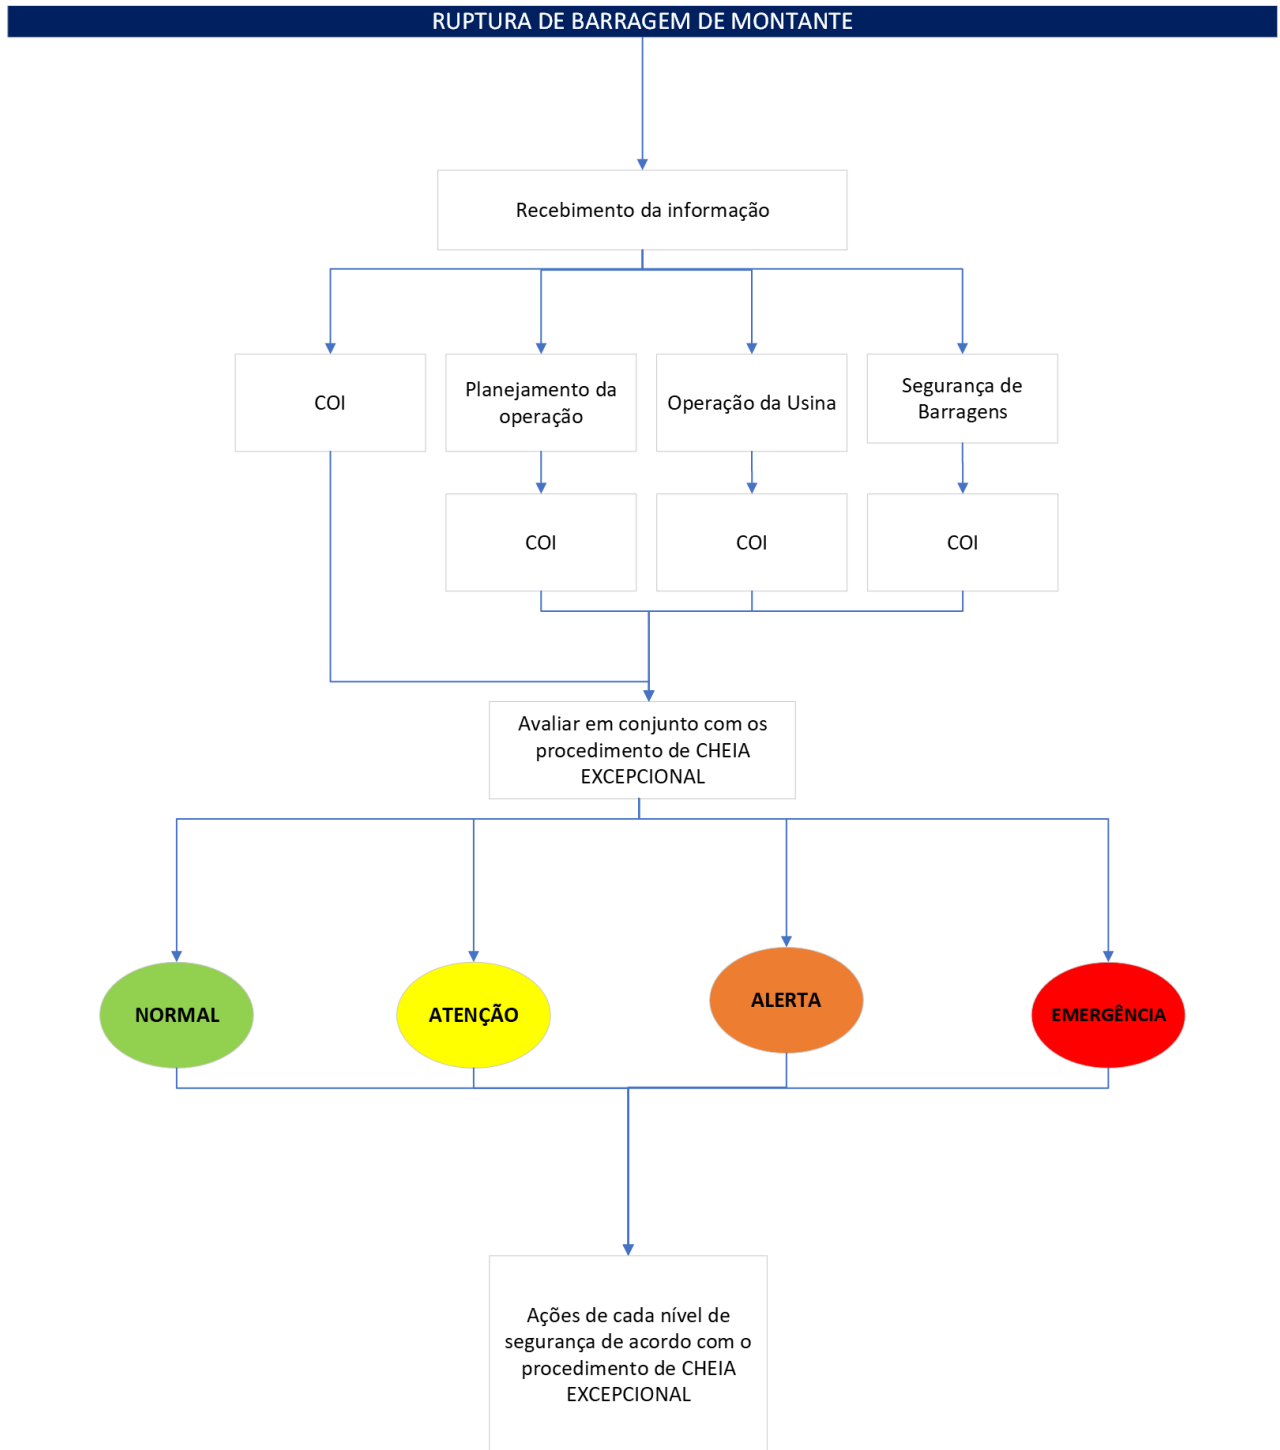 RUPTURA DE BARRAGEM DE MONTANTE
Recebimento da informação
COI
Planejamento da
operação
Operação da Usina
Segurança de
Barragens
COI
COI
COI
Avaliar em conjunto com os
procedimento de CHEIA
EXCEPCIONAL
NORMAL
ATENÇÃO
ALERTA
EMERGÊNCIA
Ações de cada nível de
segurança de acordo com o
procedimento de CHEIA
EXCEPCIONAL